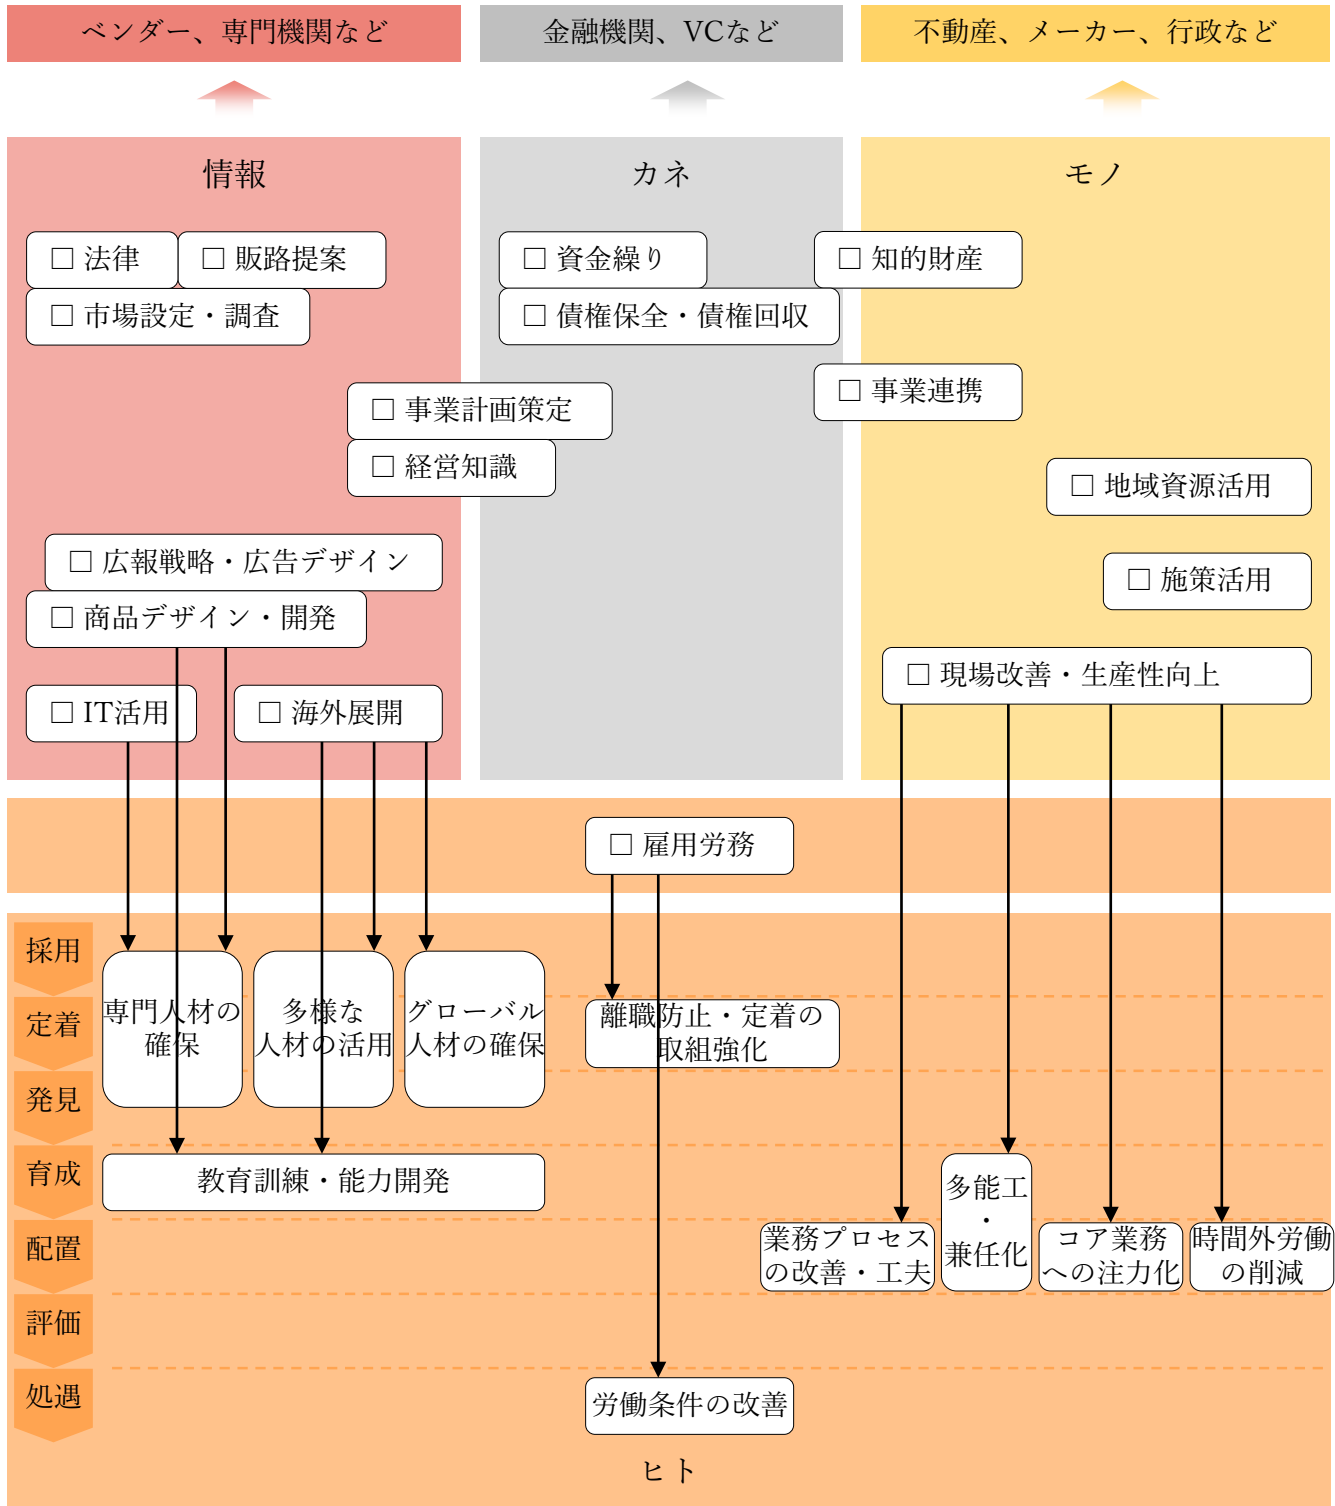 ベンダー、専門機関など
金融機関、VCなど
不動産、メーカー、行政など
情報
カネ
モノ
□ 法律
□ 販路提案
□ 資金繰り
□ 知的財産
□ 市場設定・調査
□ 債権保全・債権回収
□ 事業計画策定
□ 事業連携
□ 経営知識
□ 地域資源活用
□ 広報戦略・広告デザイン
□ 施策活用
□ 商品デザイン・開発
□ 現場改善・生産性向上
□ IT活用
□ 海外展開
□ 雇用労務
採用
定着
発見
育成
配置
評価
処遇
専門人材の
確保
多様な
人材の活用
グローバル
人材の確保
離職防止・定着の
取組強化
教育訓練・能力開発
業務プロセス
の改善・工夫
多能工
・
兼任化
コア業務
への注力化
時間外労働
の削減
労働条件の改善
ヒト